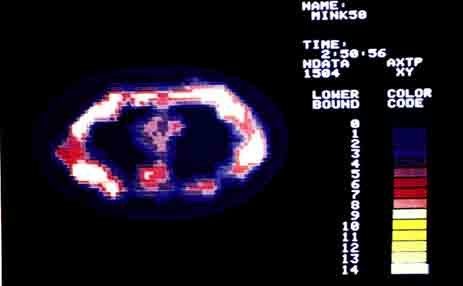 NAME:
MINK50
TIME:
2:50:56
NDATA AXTP
1504 XY
LOWER COLOR
BOUND CODE
0
1
2
3
4
5
6
7
8
9
10
11
12
13
14